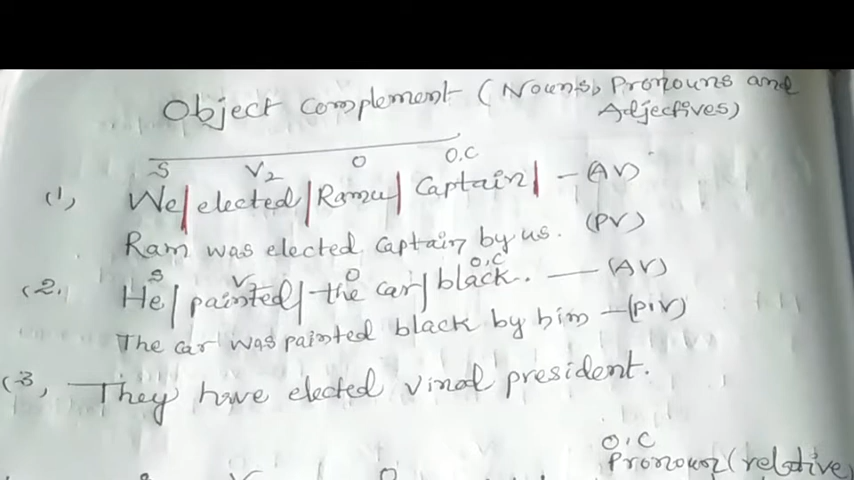 Object Complement (Nouns, Pronouns and
Adjectives)
S V2 O O.C
(1) We| elected |Ramu| Captain| - (AV)
Ram was elected captain by us. (PV)
S V O O.C
(2. He| painted| the car| black. — (AV)
The car was painted black by him - (P.V)
(3, They have elected vinal president.
O.C
Pronoun (relative)